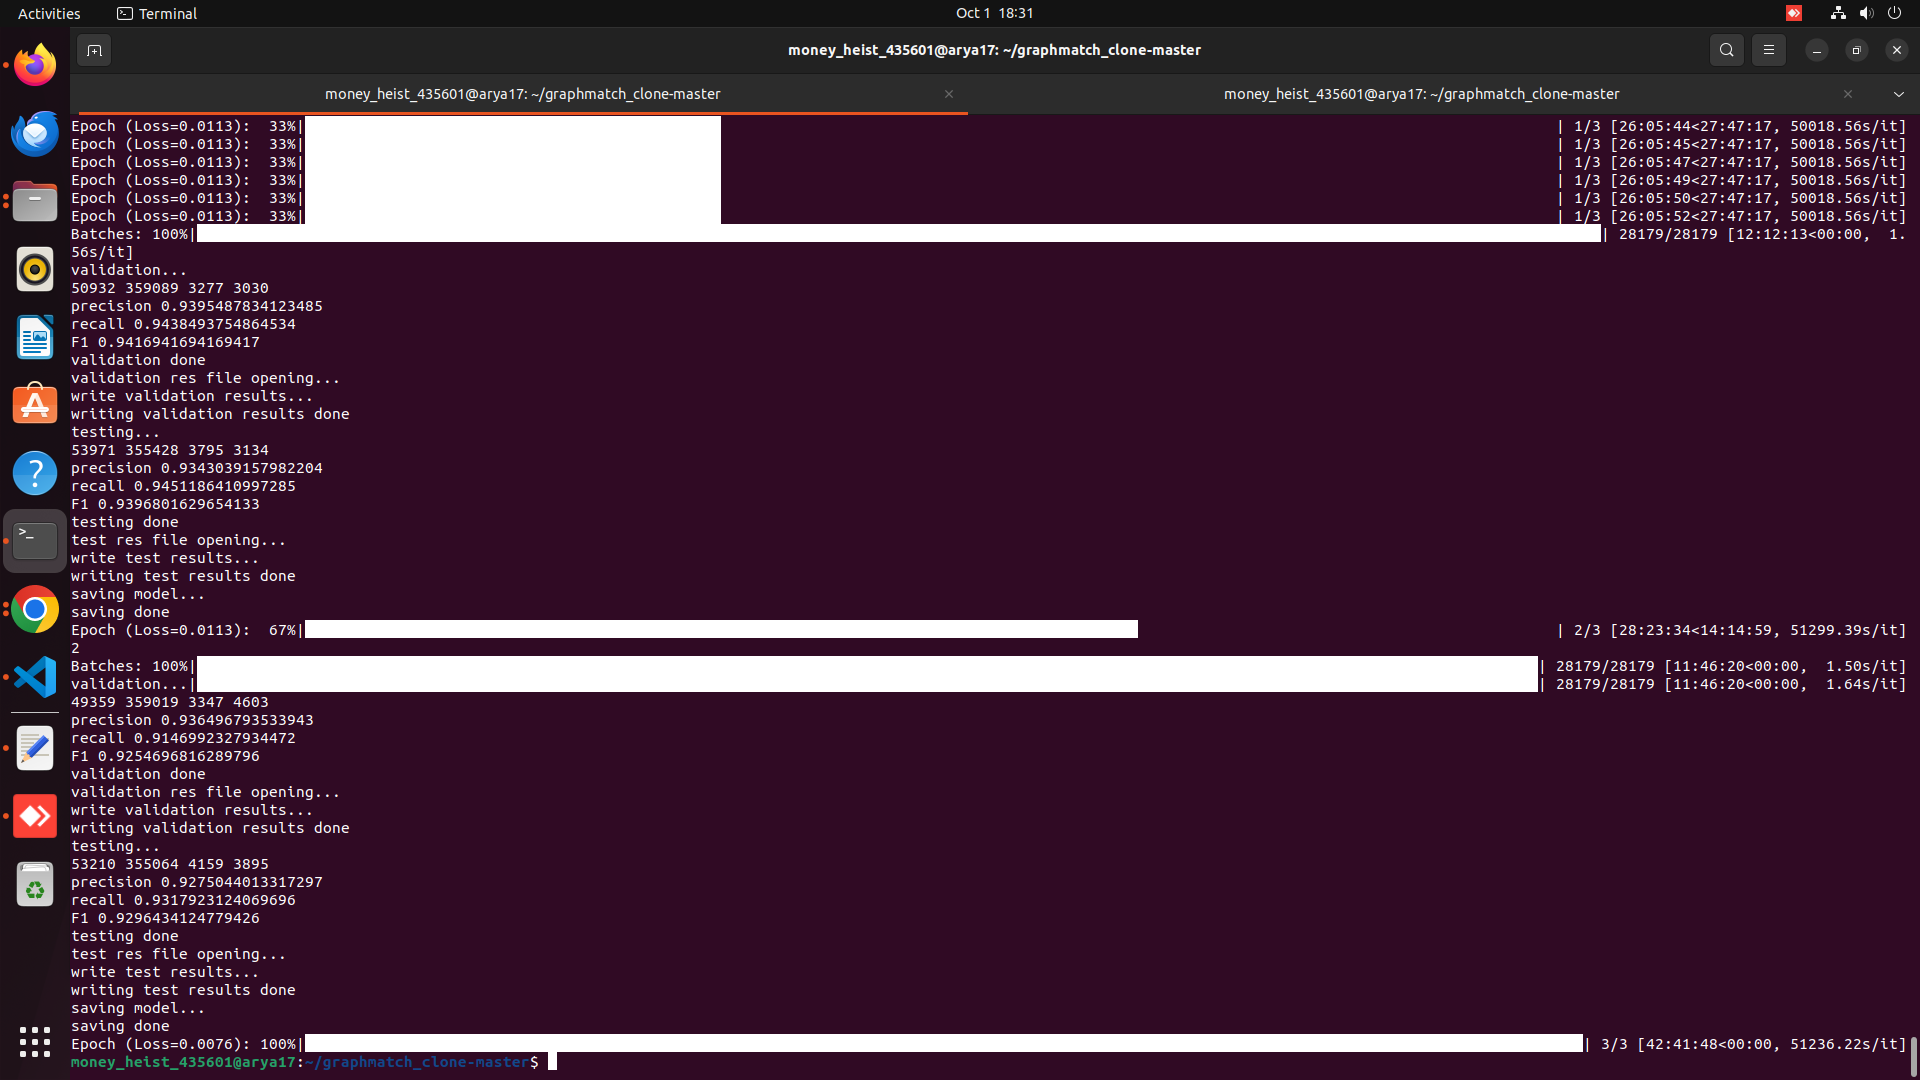 Activities
Terminal
Oct 1 18:31
money_heist_435601@arya17: ~/graphmatch_clone-master
money_heist_435601@arya17: ~/graphmatch_clone-master
money_heist_435601@arya17: ~/graphmatch_clone-master
Epoch (Loss=0.0113):  33%| | 1/3 [26:05:44<27:47:17, 50018.56s/it]
Epoch (Loss=0.0113):  33%| | 1/3 [26:05:45<27:47:17, 50018.56s/it]
Epoch (Loss=0.0113):  33%| | 1/3 [26:05:47<27:47:17, 50018.56s/it]
Epoch (Loss=0.0113):  33%| | 1/3 [26:05:49<27:47:17, 50018.56s/it]
Epoch (Loss=0.0113):  33%| | 1/3 [26:05:50<27:47:17, 50018.56s/it]
Epoch (Loss=0.0113):  33%| | 1/3 [26:05:52<27:47:17, 50018.56s/it]
Batches: 100%| | 28179/28179 [12:12:13<00:00,  1.
56s/it]
validation...
50932 359089 3277 3030
precision 0.9395487834123485
recall 0.9438493754864534
F1 0.9416941694169417
validation done
validation res file opening...
write validation results...
writing validation results done
testing...
53971 355428 3795 3134
precision 0.9343039157982204
recall 0.9451186410997285
F1 0.9396801629654133
testing done
test res file opening...
write test results...
writing test results done
saving model...
saving done
Epoch (Loss=0.0113):  67%| | 2/3 [28:23:34<14:14:59, 51299.39s/it]
2
Batches: 100%| | 28179/28179 [11:46:20<00:00,  1.50s/it]
validation...| | 28179/28179 [11:46:20<00:00,  1.64s/it]
49359 359019 3347 4603
precision 0.936496793533943
recall 0.9146992327934472
F1 0.9254696816289796
validation done
validation res file opening...
write validation results...
writing validation results done
testing...
53210 355064 4159 3895
precision 0.9275044013317297
recall 0.9317923124069696
F1 0.9296434124779426
testing done
test res file opening...
write test results...
writing test results done
saving model...
saving done
Epoch (Loss=0.0076): 100%| | 3/3 [42:41:48<00:00, 51236.22s/it]
money_heist_435601@arya17:~/graphmatch_clone-master$